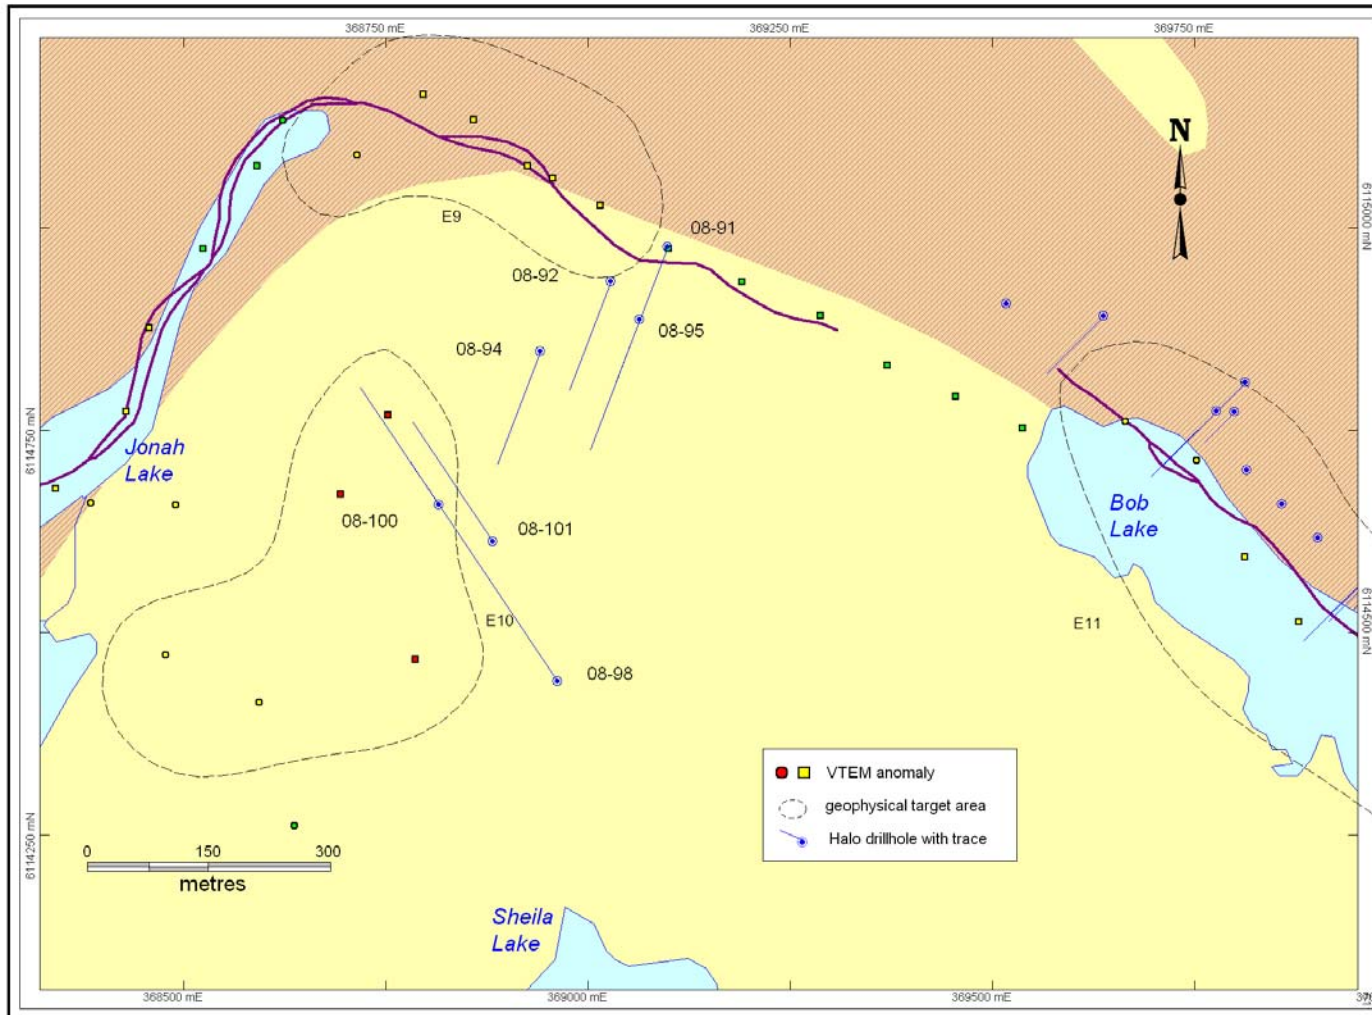 368750 mE
369250 mE
369750 mE
N
6115000 mN
E9
08-91
08-92
08-95
08-94
6114750 mN
Jonah
Lake
08-100
08-101
Bob
Lake
E10
E11
6114500 mN
08-98
VTEM anomaly
geophysical target area
Halo drillhole with trace
6114250 mN
0
150
300
metres
Sheila
Lake
368500 mE
369000 mE
369500 mE